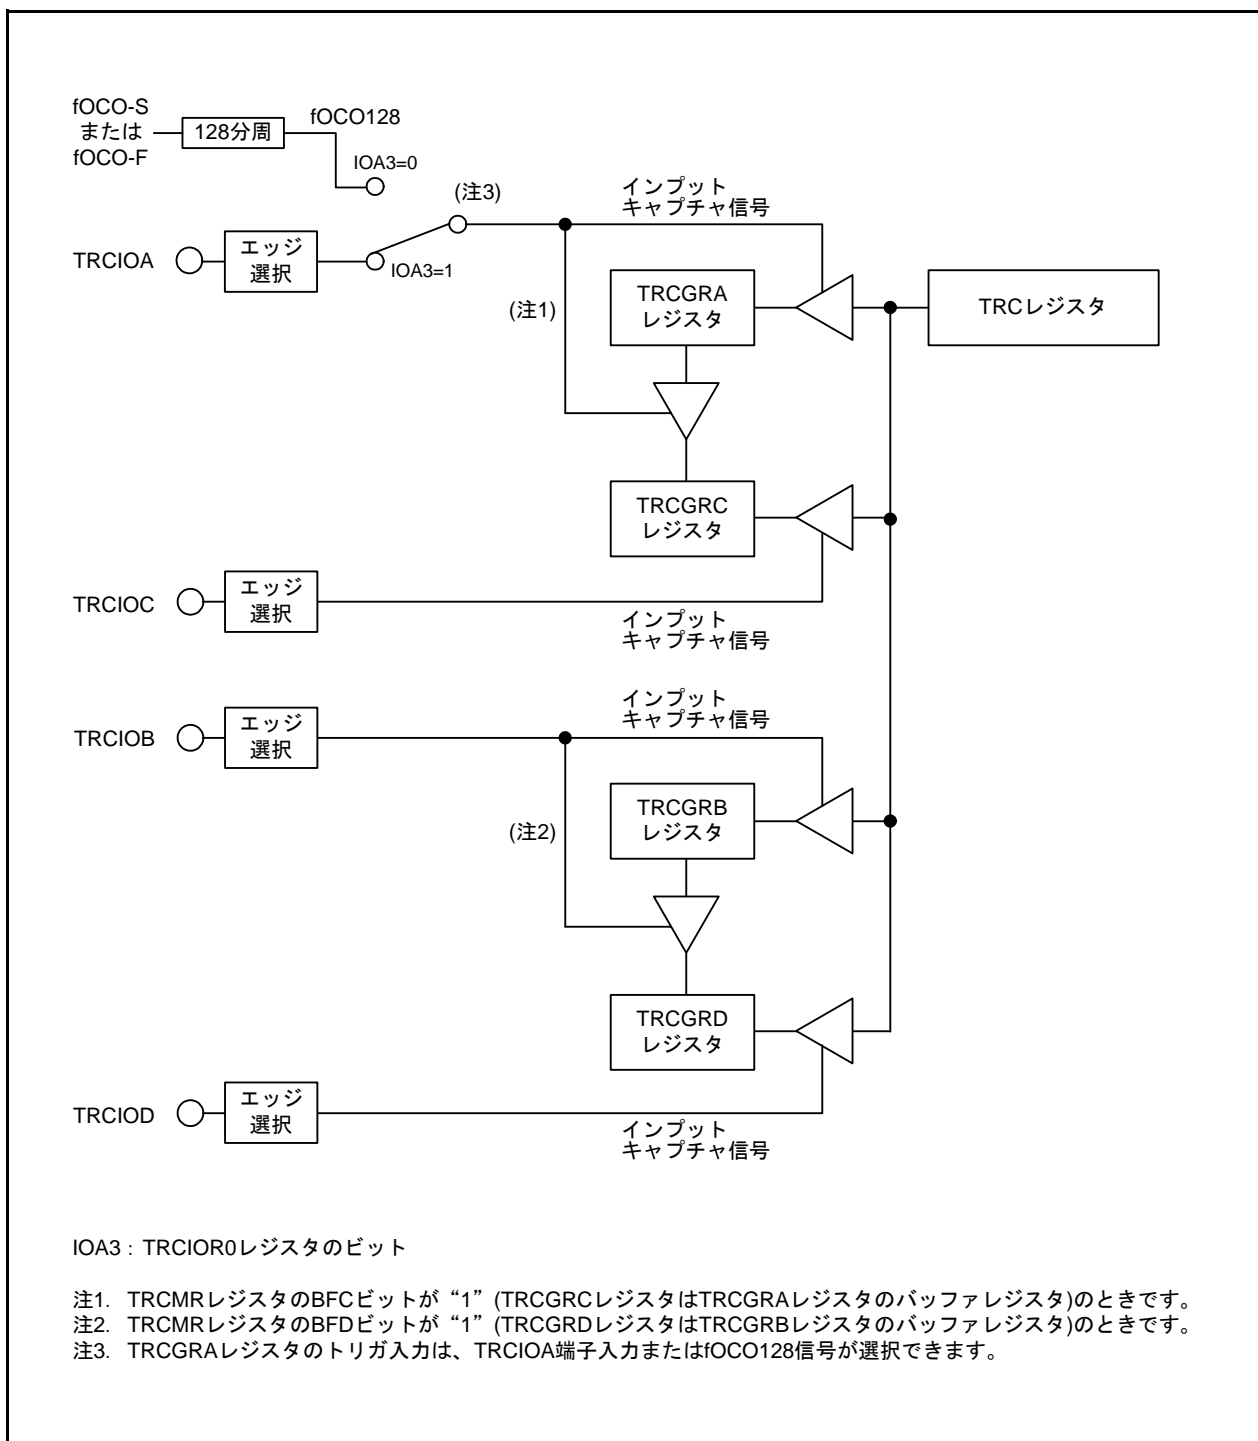 fOCO-S
または
fOCO-F
128分周
fOCO128
IOA3=0
(注3)
インプット
キャプチャ信号
TRCIOA
エッジ
選択
IOA3=1
(注1)
TRCGRA
レジスタ
TRCレジスタ
TRCGRC
レジスタ
TRCIOC
エッジ
選択
インプット
キャプチャ信号
インプット
キャプチャ信号
TRCIOB
エッジ
選択
(注2)
TRCGRB
レジスタ
TRCGRD
レジスタ
TRCIOD
エッジ
選択
インプット
キャプチャ信号
IOA3：TRCIOR0レジスタのビット
注1. TRCMRレジスタのBFCビットが“1”(TRCGRCレジスタはTRCGRAレジスタのバッファレジスタ)のときです。
注2. TRCMRレジスタのBFDビットが“1”(TRCGRDレジスタはTRCGRBレジスタのバッファレジスタ)のときです。
注3. TRCGRAレジスタのトリガ入力は、TRCIOA端子入力またはfOCO128信号が選択できます。